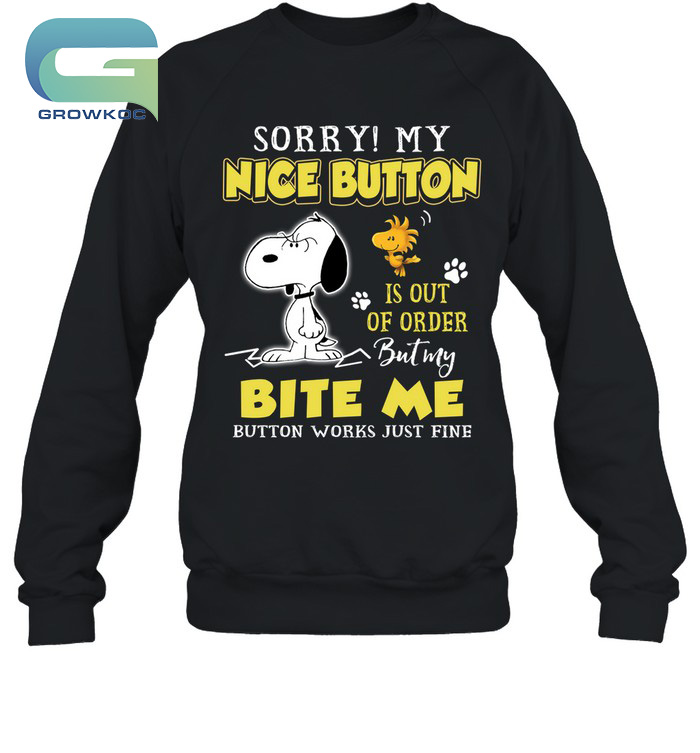 GROWKOC
SORRY! MY
NICE BUTTON
IS OUT
OF ORDER
But my
BITE ME
BUTTON WORKS JUST FINE